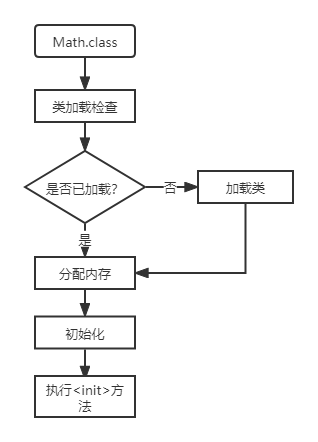 Math.class
类加载检查
是否已加载?
否
加载类
是
分配内存
初始化
执行<init>方
法